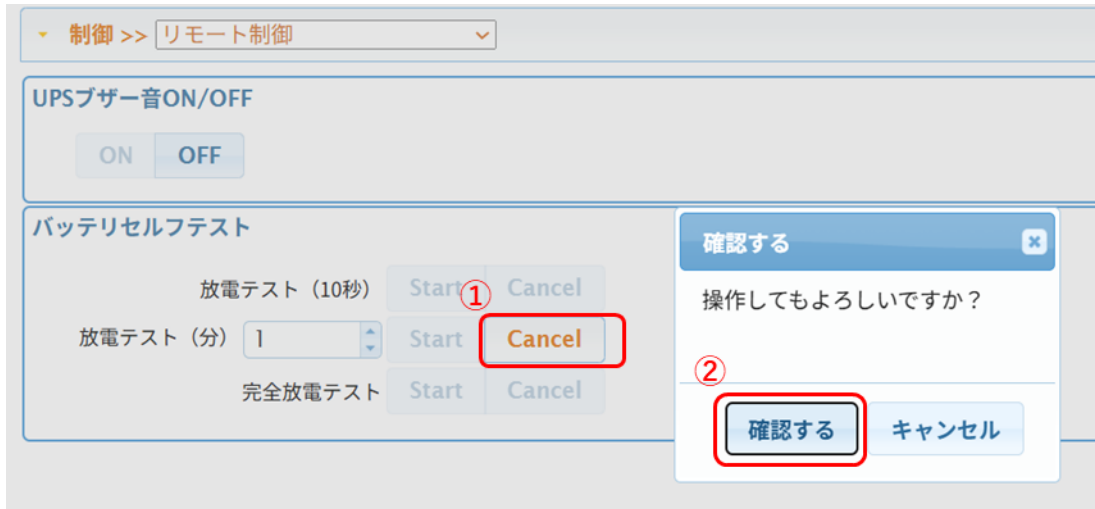 制御 >> リモート制御
UPSブザー音ON/OFF
ON OFF
バッテリセルフテスト
放電テスト（10秒） Start Cancel
①
放電テスト（分） 1 Start Cancel
完全放電テスト Start Cancel
確認する
操作してもよろしいですか？
②
確認する キャンセル